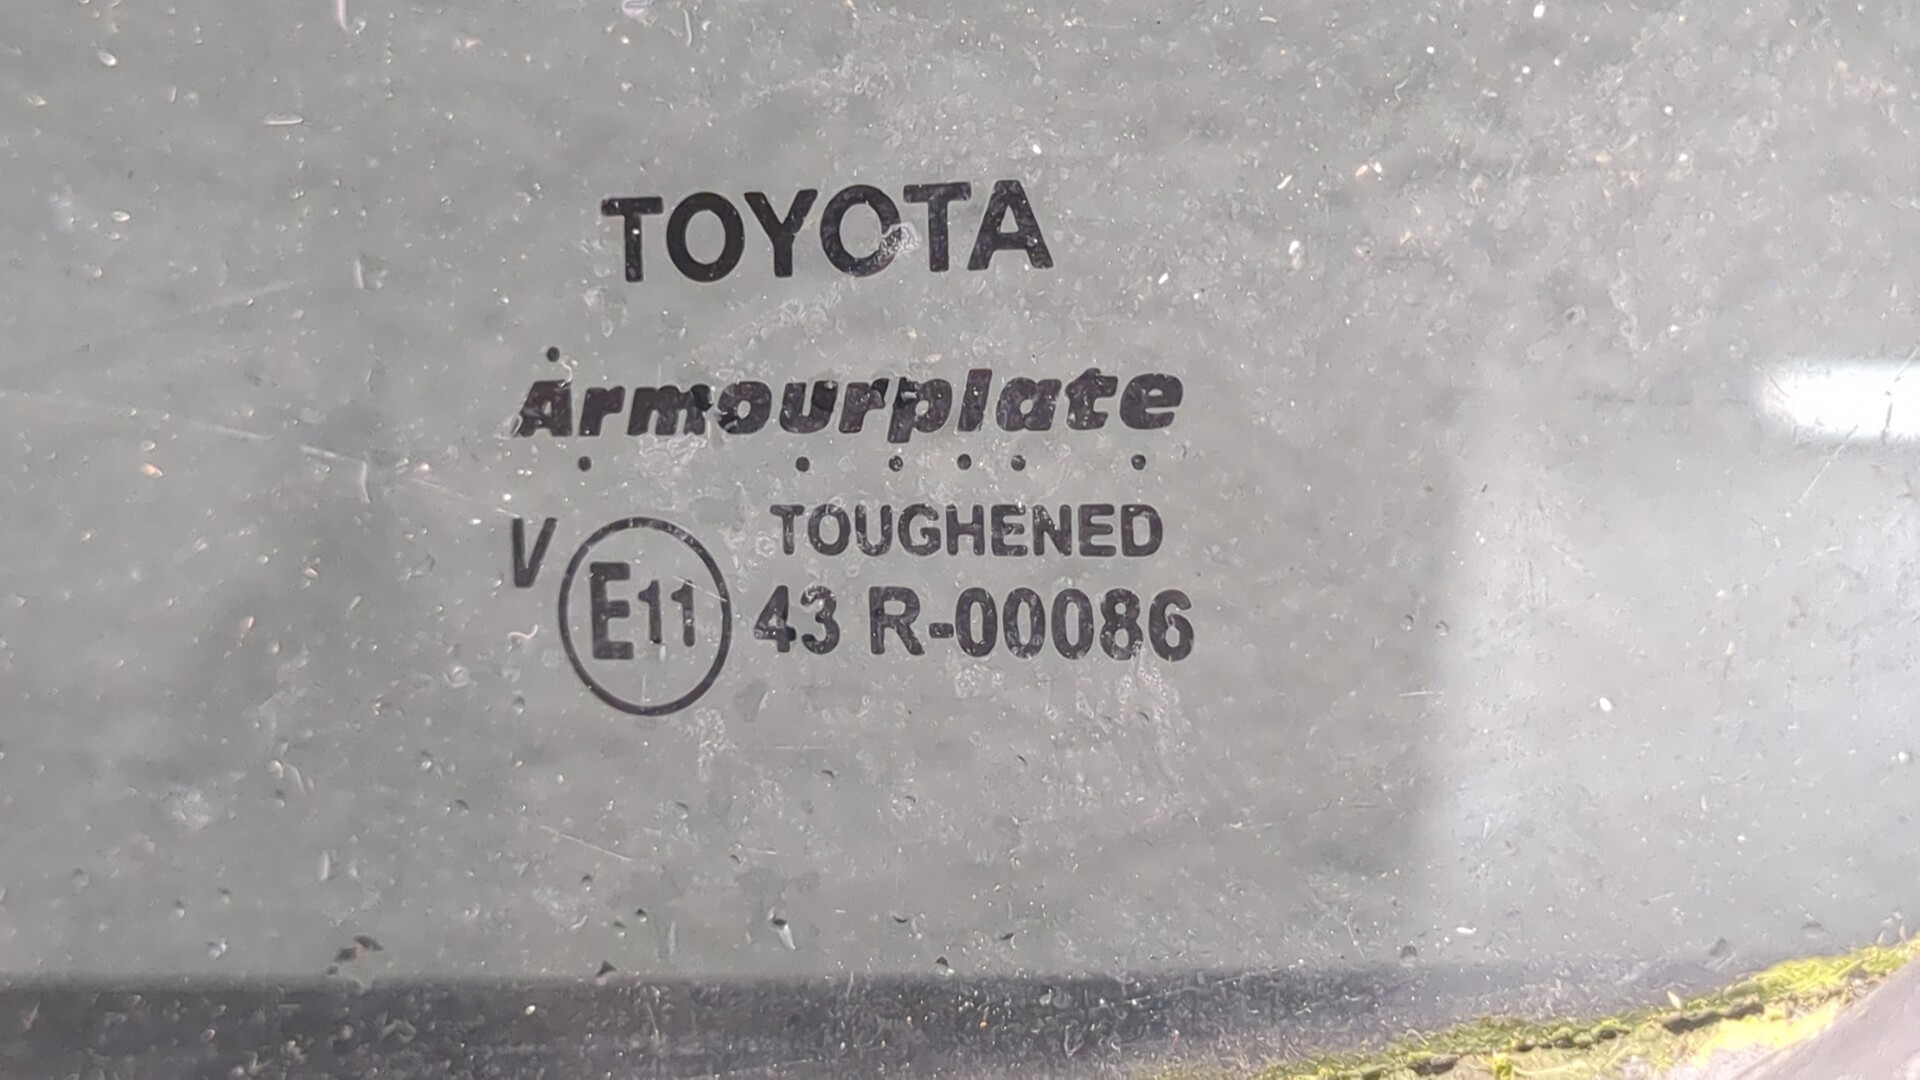 TOYOTA
Armourplate
TOUGHENED
V E11 43 R-00086